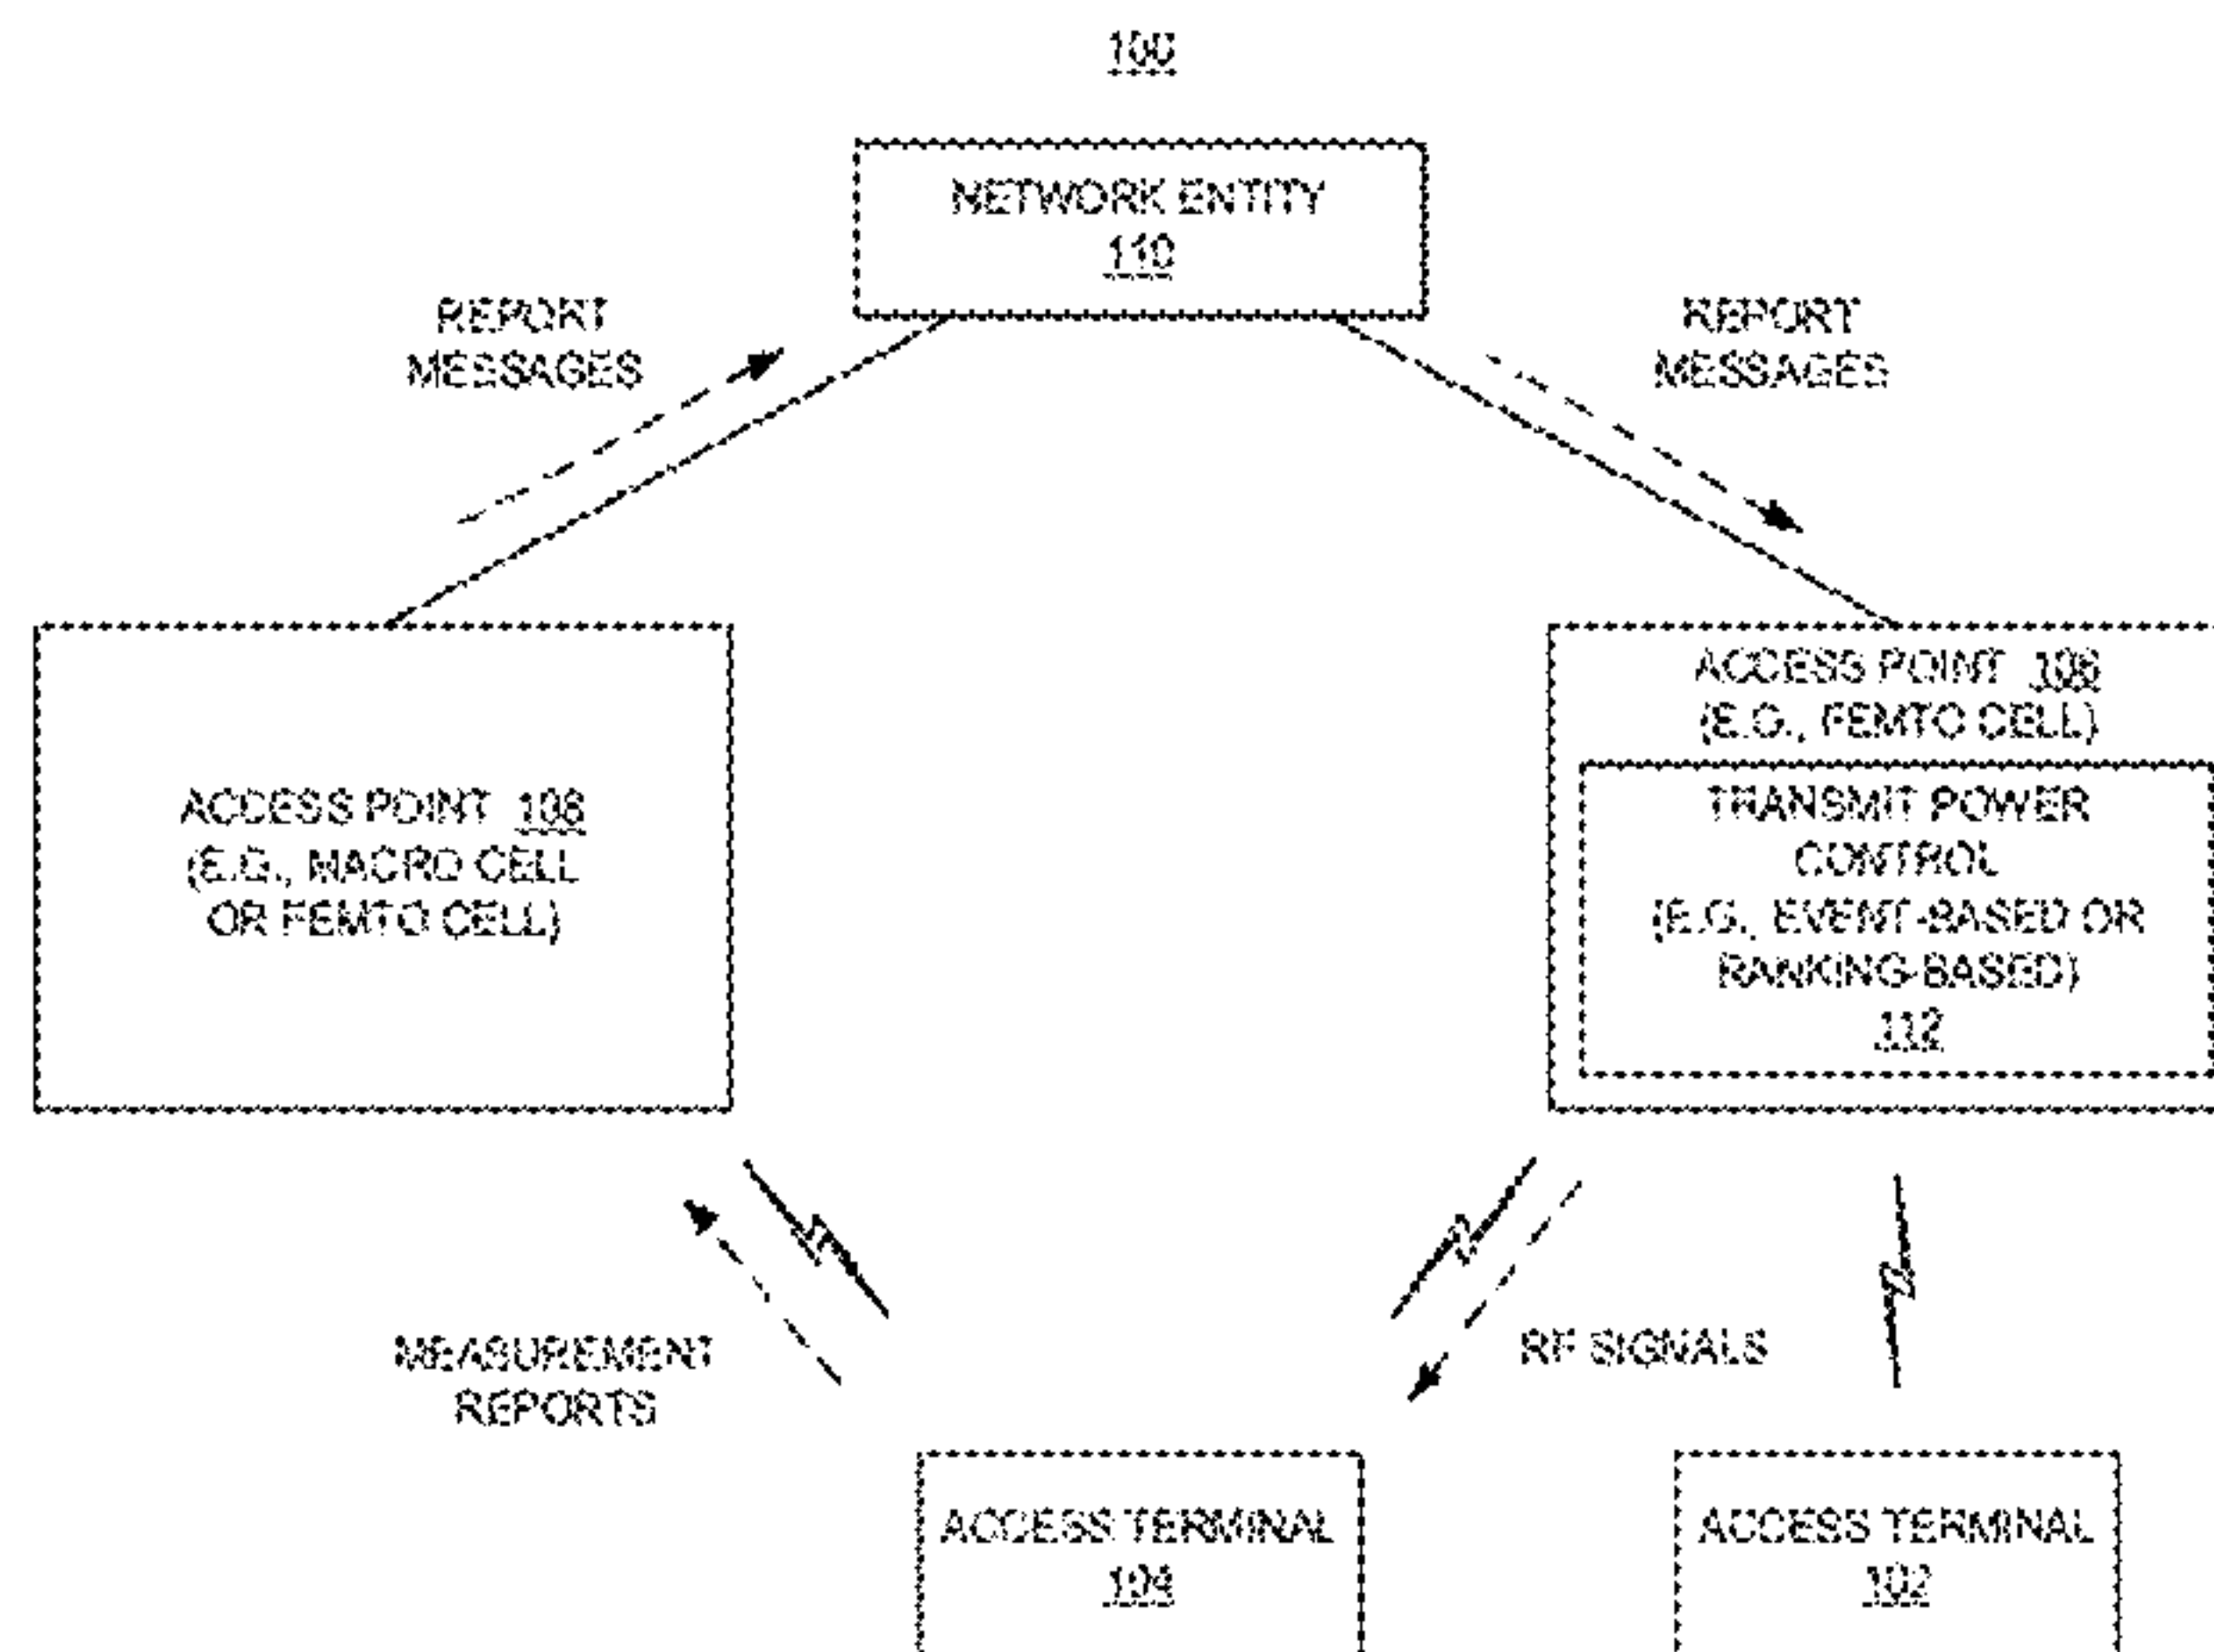 100
NETWORK ENTITY
110
REPORT
MESSAGES
REPORT
MESSAGES
ACCESS POINT 108
(E.G., MACRO CELL
OR FEMTO CELL)
ACCESS POINT 106
(E.G., FEMTO CELL)
TRANSMIT POWER
CONTROL
(E.G., EVENT-BASED OR
RANKING-BASED)
112
MEASUREMENT
REPORTS
RF SIGNALS
ACCESS TERMINAL
104
ACCESS TERMINAL
102